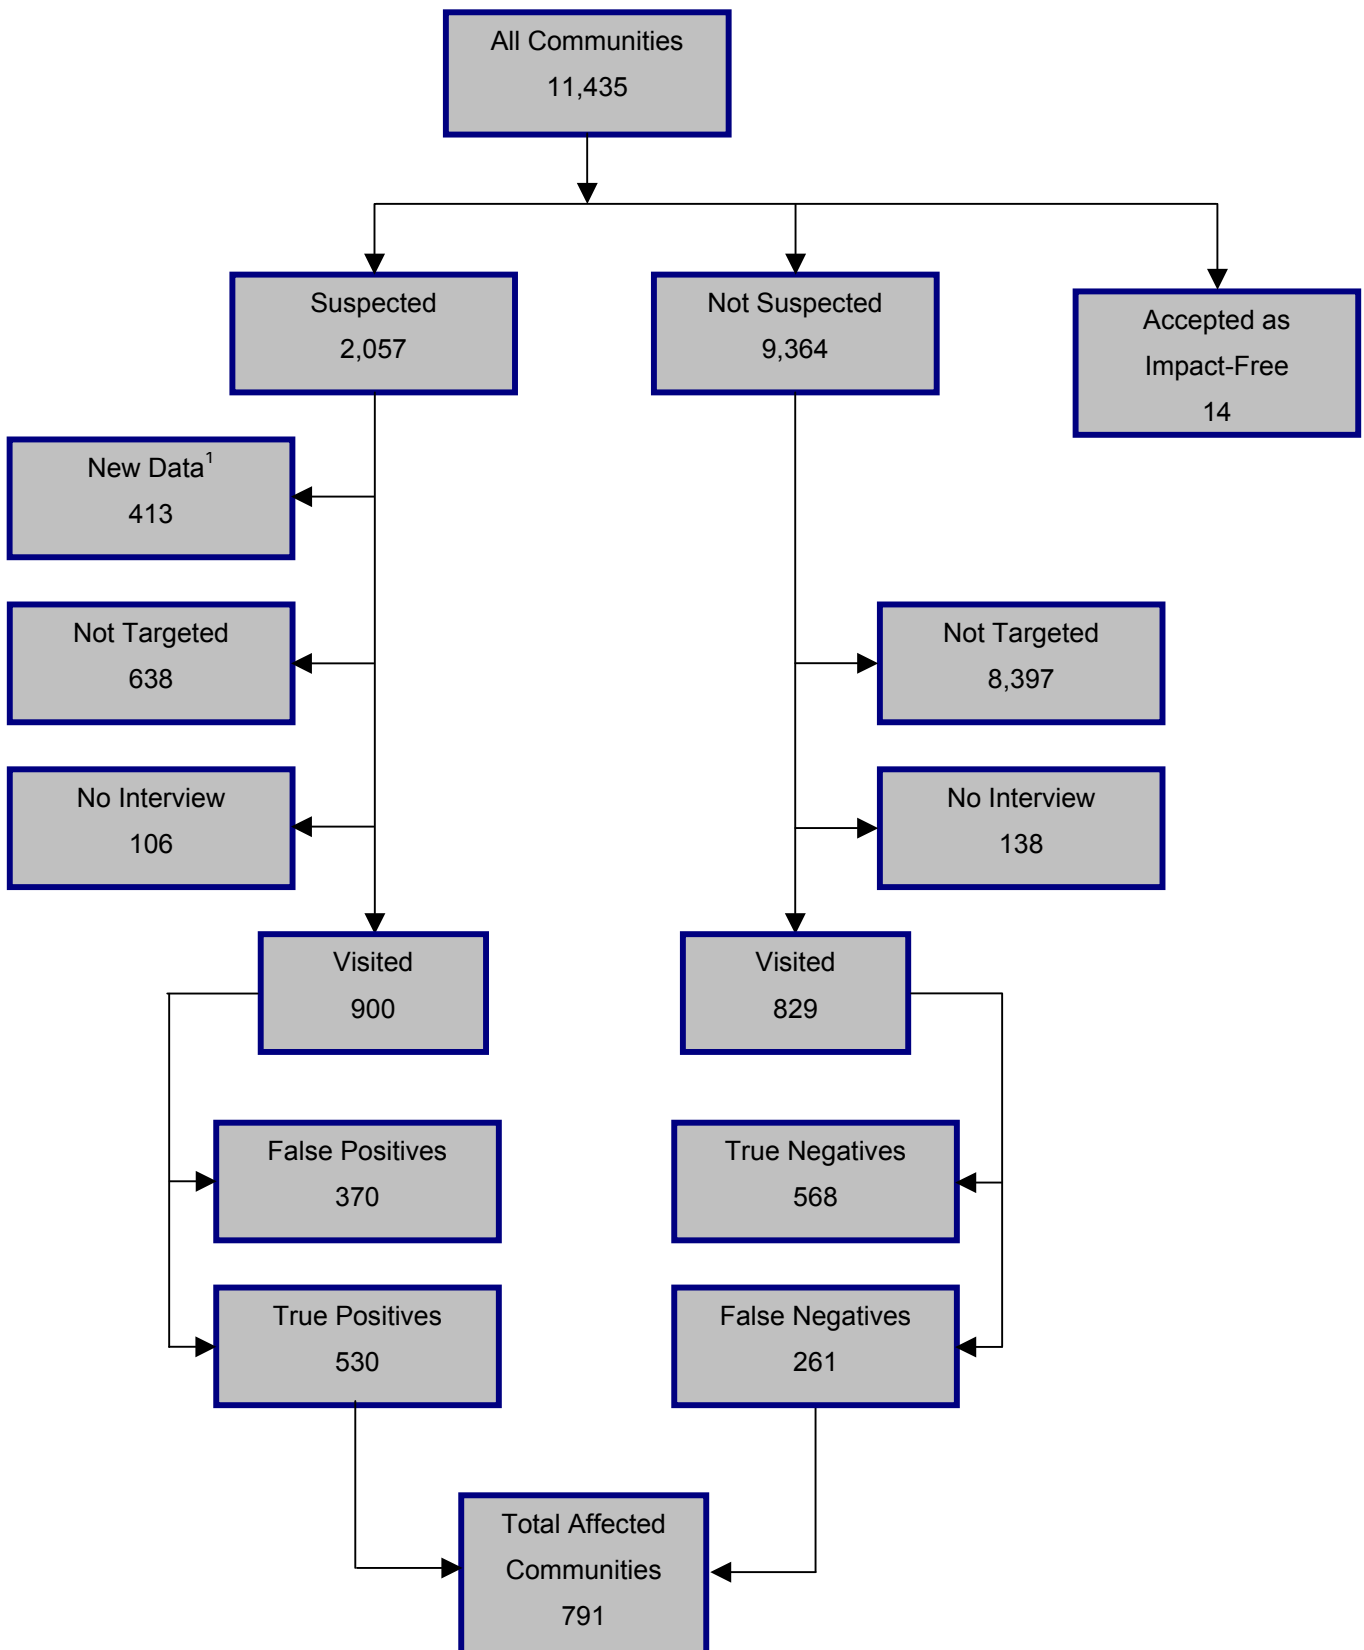 All Communities
11,435
Suspected
2,057
Not Suspected
9,364
Accepted as
Impact-Free
14
New Data¹
413
Not Targeted
638
Not Targeted
8,397
No Interview
106
No Interview
138
Visited
900
Visited
829
False Positives
370
True Negatives
568
True Positives
530
False Negatives
261
Total Affected
Communities
791